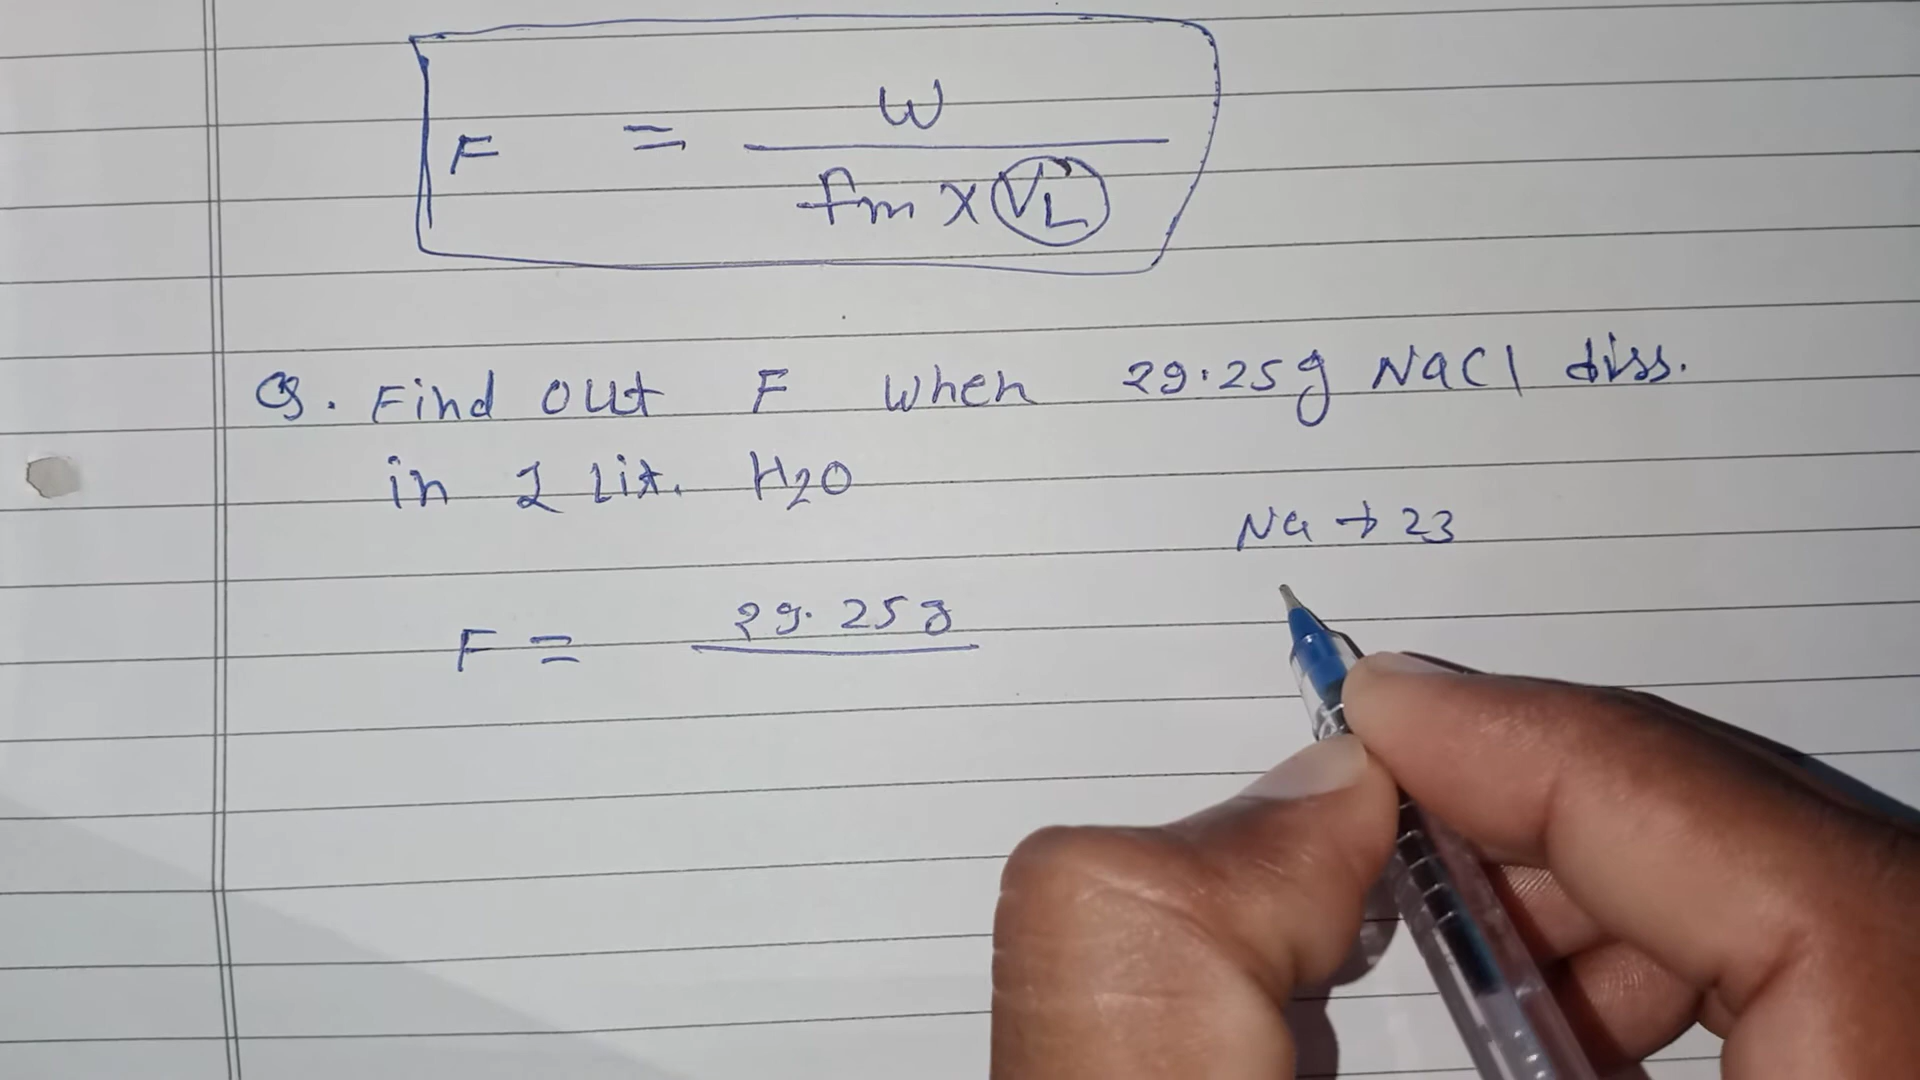 F = W / fm x VL
Q. Find out F when 29.25g NaCl diss.
in 1 Lit. H2O
Na → 23
F = 29.25g